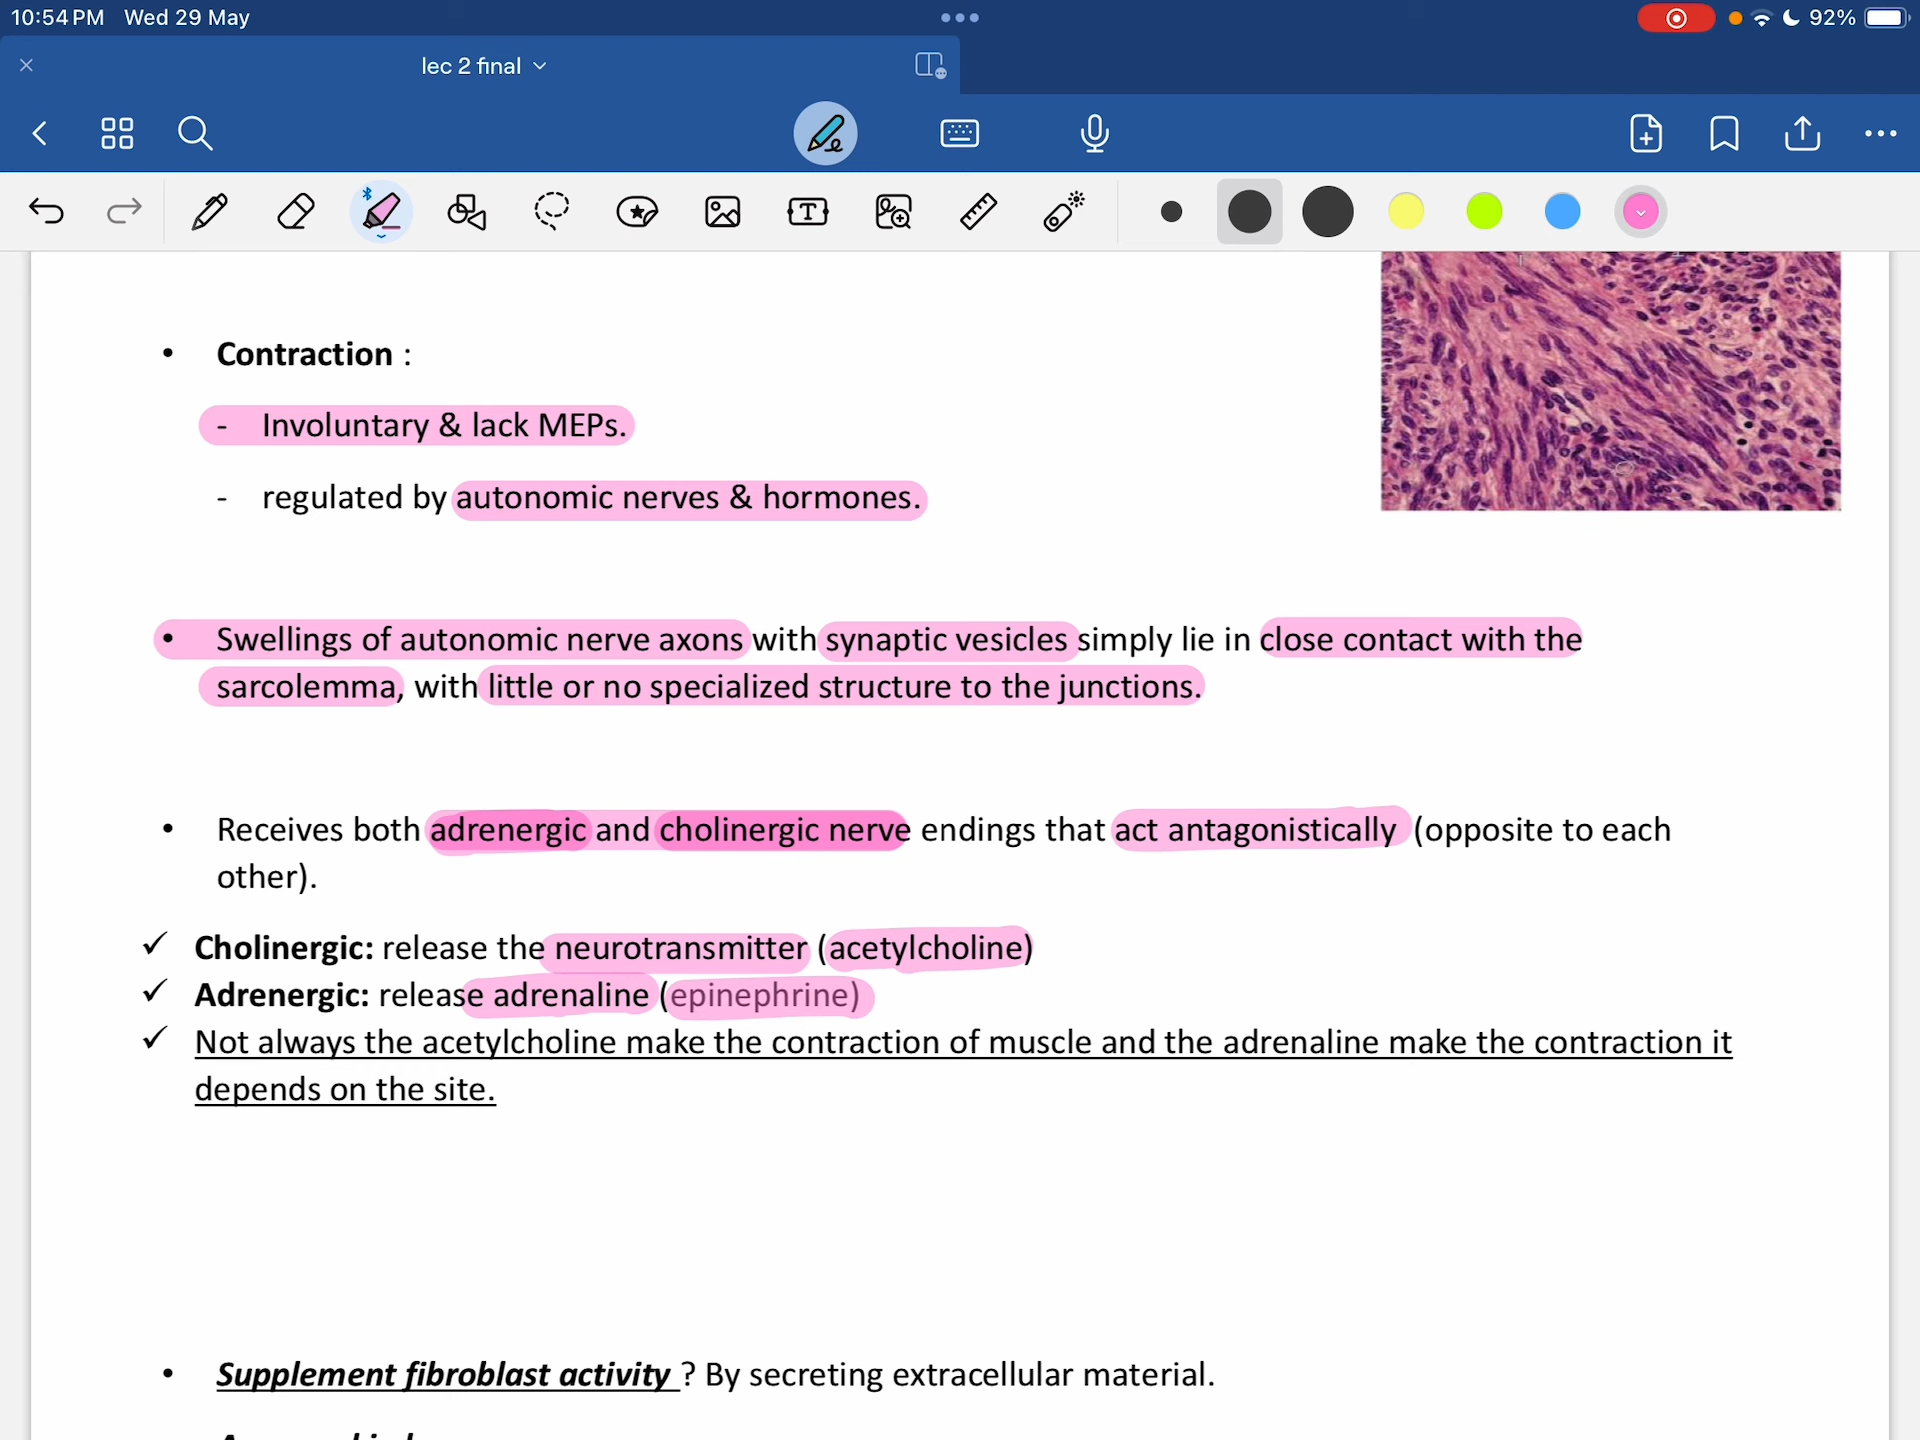 10:54 PM Wed 29 May
92%
lec 2 final
• Contraction :
- Involuntary & lack MEPs.
- regulated by autonomic nerves & hormones.
• Swellings of autonomic nerve axons with synaptic vesicles simply lie in close contact with the
sarcolemma, with little or no specialized structure to the junctions.
• Receives both adrenergic and cholinergic nerve endings that act antagonistically (opposite to each
other).
✓ Cholinergic: release the neurotransmitter (acetylcholine)
✓ Adrenergic: release adrenaline (epinephrine)
✓ Not always the acetylcholine make the contraction of muscle and the adrenaline make the contraction it
depends on the site.
• Supplement fibroblast activity ? By secreting extracellular material.